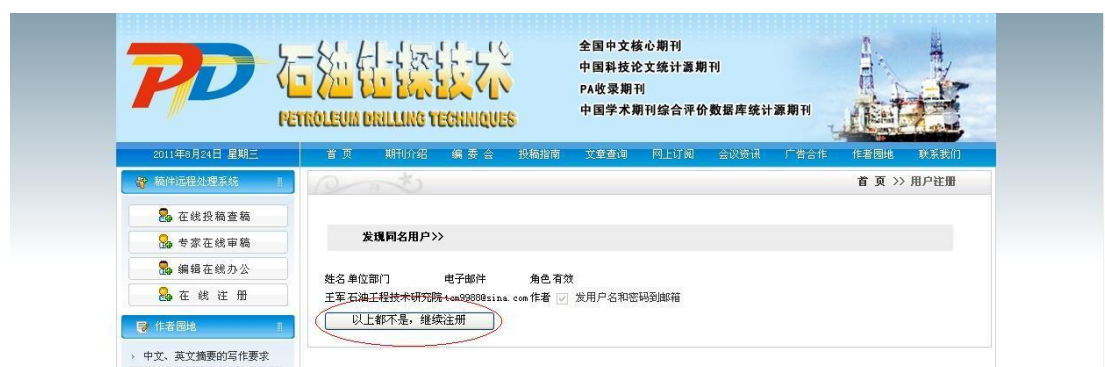 PD
石油钻探技术
PETROLEUM DRILLING TECHNIQUES
全国中文核心期刊
中国科技论文统计源期刊
PA收录期刊
中国学术期刊综合评价数据库统计源期刊
2011年8月24日 星期三
首 页 期刊介绍 编 委 会 投稿指南 文章查询 网上订阅 会议资讯 广告合作 作者园地 联系我们
稿件远程处理系统
首 页 >> 用户注册
在线投稿查稿
专家在线审稿
编辑在线办公
在 线 注 册
作者园地
中文、英文摘要的写作要求
发现同名用户>>
姓名 单位部门 电子邮件 角色 有效
王军 石油工程技术研究院 tcm9988@sina.com 作者 发用户名和密码到邮箱
以上都不是，继续注册